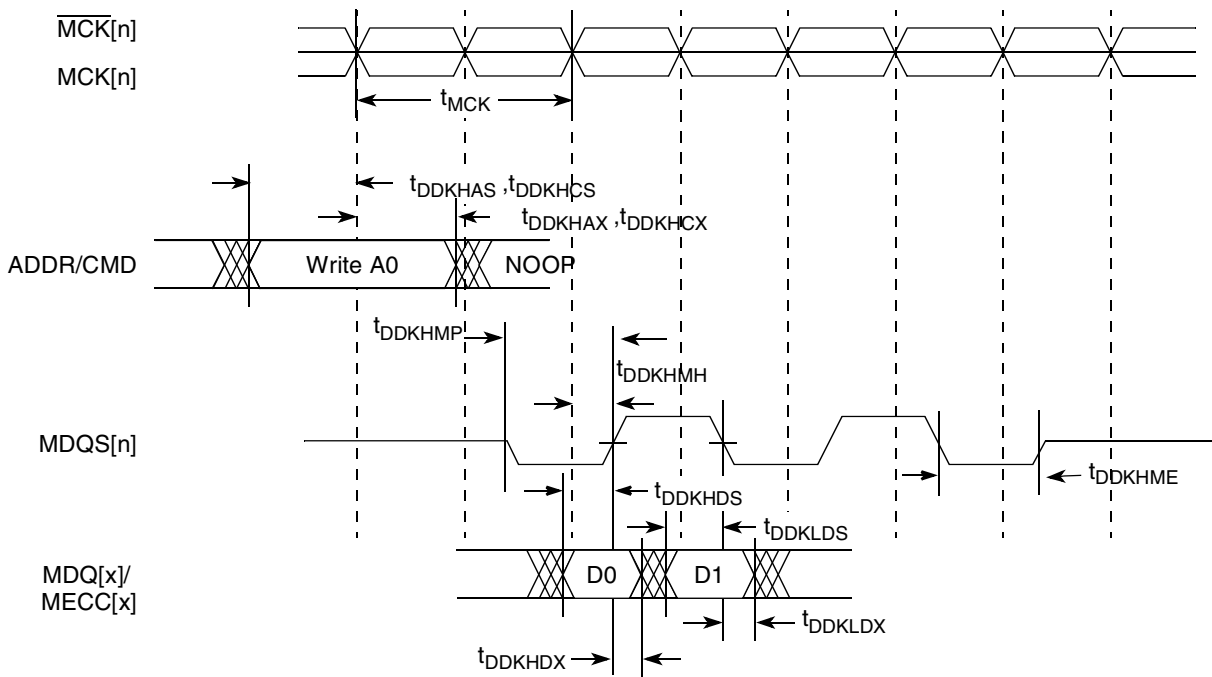 MCK[n]
MCK[n]
tMCK
tDDKHAS ,tDDKHCS
tDDKHAX ,tDDKHCX
ADDR/CMD
Write A0
NOOP
tDDKHMP
tDDKHMH
MDQS[n]
tDDKHME
tDDKHDS
tDDKLDS
MDQ[x]/
MECC[x]
D0
D1
tDDKLDX
tDDKHDX